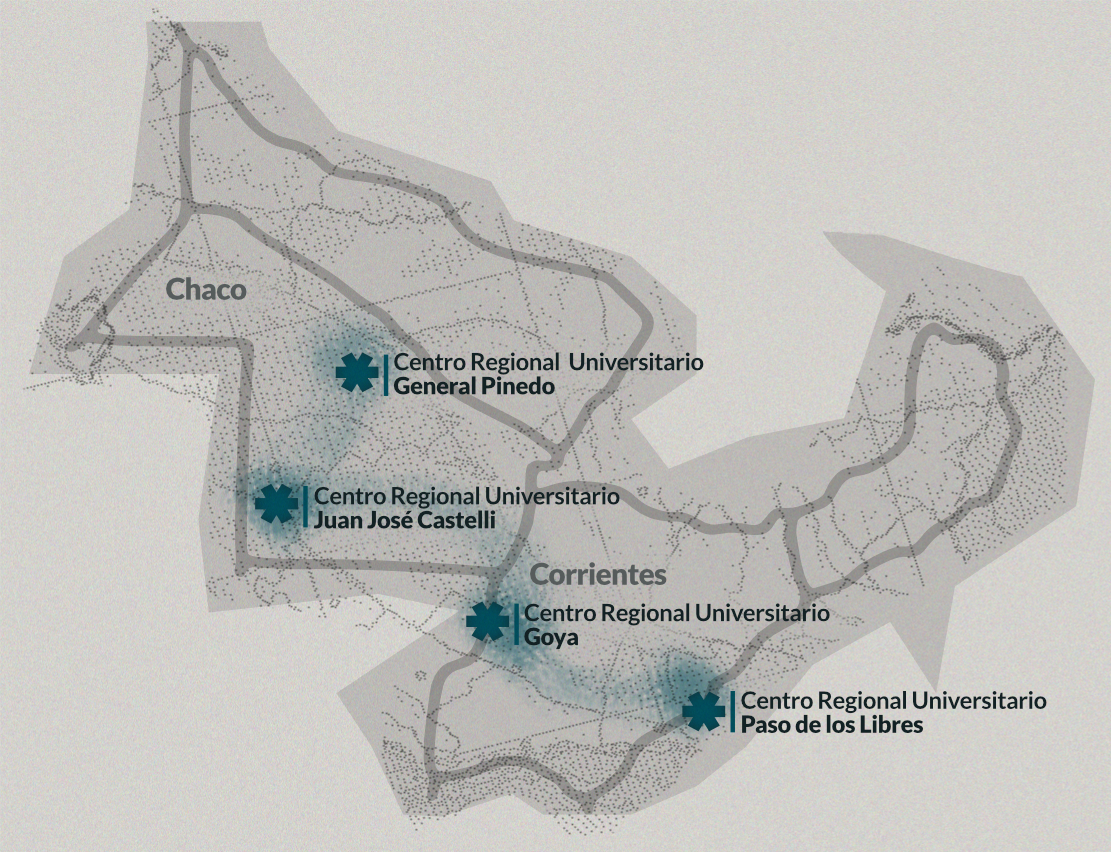 Chaco
Centro Regional Universitario
General Pinedo
Centro Regional Universitario
Juan José Castelli
Corrientes
Centro Regional Universitario
Goya
Centro Regional Universitario
Paso de los Libres